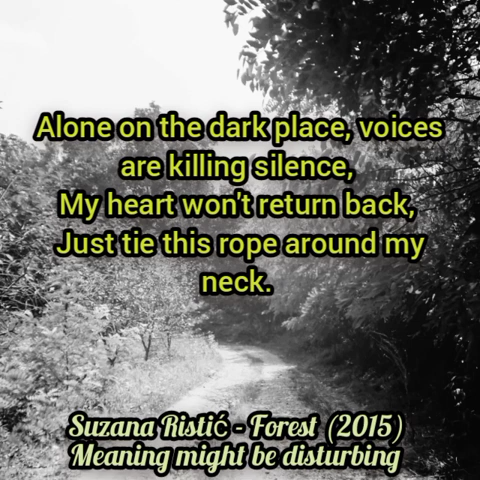 Alone on the dark place, voices
are killing silence,
My heart won't return back,
Just tie this rope around my
neck.
Suzana Ristić - Forest (2015)
Meaning might be disturbing